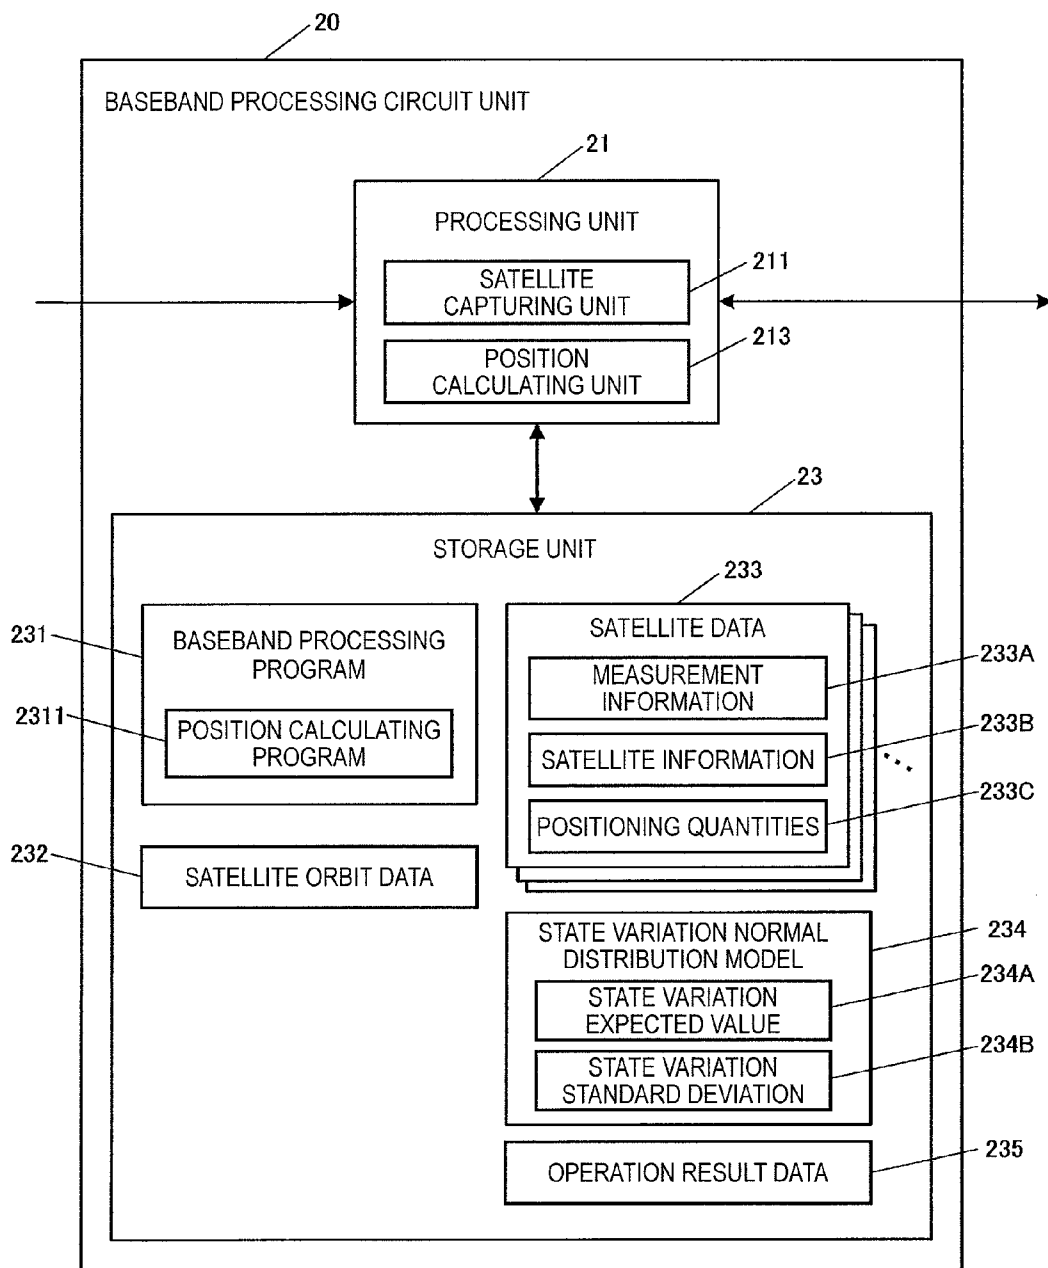 20
BASEBAND PROCESSING CIRCUIT UNIT
21
PROCESSING UNIT
211
SATELLITE
CAPTURING UNIT
213
POSITION
CALCULATING UNIT
23
STORAGE UNIT
233
231
BASEBAND PROCESSING
PROGRAM
2311
POSITION CALCULATING
PROGRAM
232
SATELLITE ORBIT DATA
SATELLITE DATA
233A
MEASUREMENT
INFORMATION
233B
SATELLITE INFORMATION
233C
POSITIONING QUANTITIES
234
STATE VARIATION NORMAL
DISTRIBUTION MODEL
234A
STATE VARIATION
EXPECTED VALUE
234B
STATE VARIATION
STANDARD DEVIATION
235
OPERATION RESULT DATA